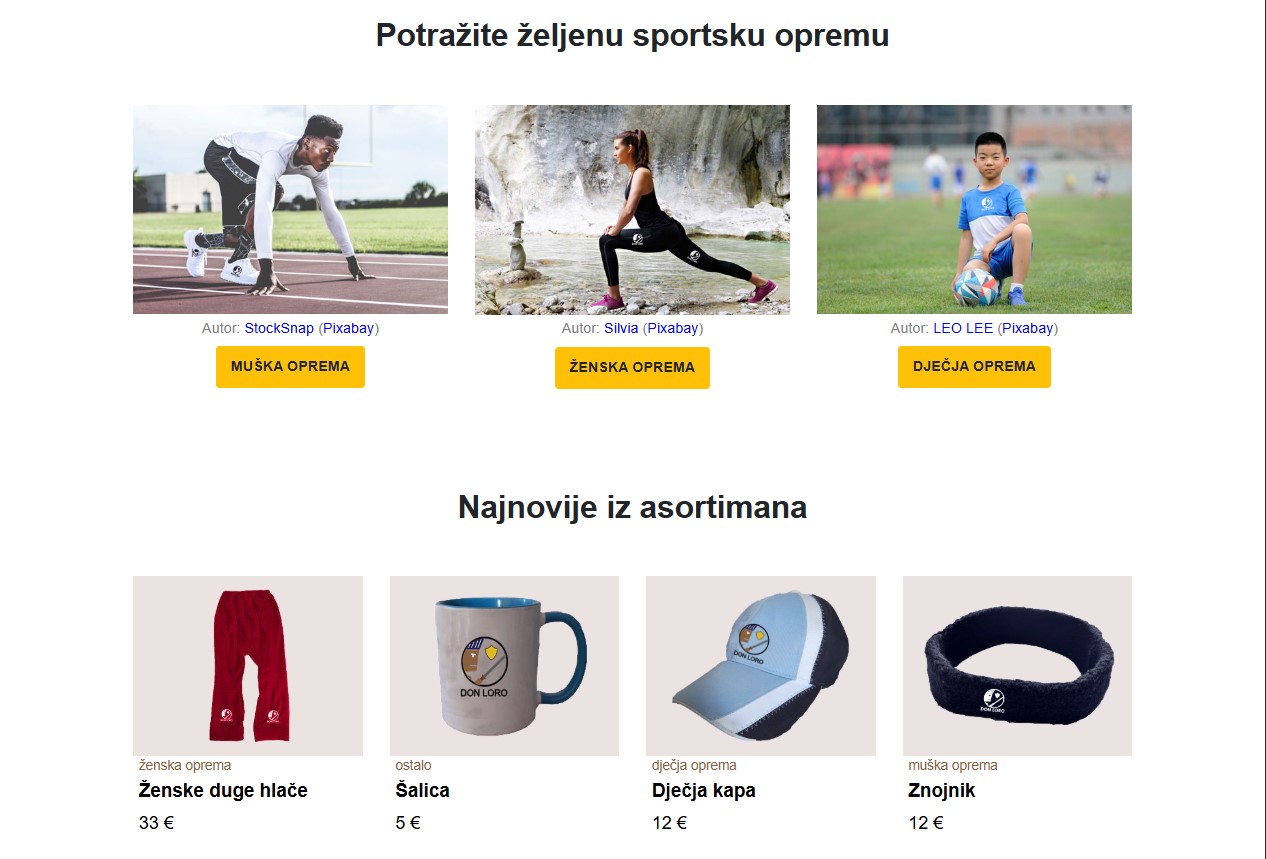 Potražite željenu sportsku opremu
Autor: StockSnap (Pixabay)
Autor: Silvia (Pixabay)
Autor: LEO LEE (Pixabay)
MUŠKA OPREMA
ŽENSKA OPREMA
DJEČJA OPREMA
Najnovije iz asortimana
DON LORO
DON LORO
DON LORO
ženska oprema
ostalo
dječja oprema
muška oprema
Ženske duge hlače
Šalica
Dječja kapa
Znojnik
33 €
5 €
12 €
12 €